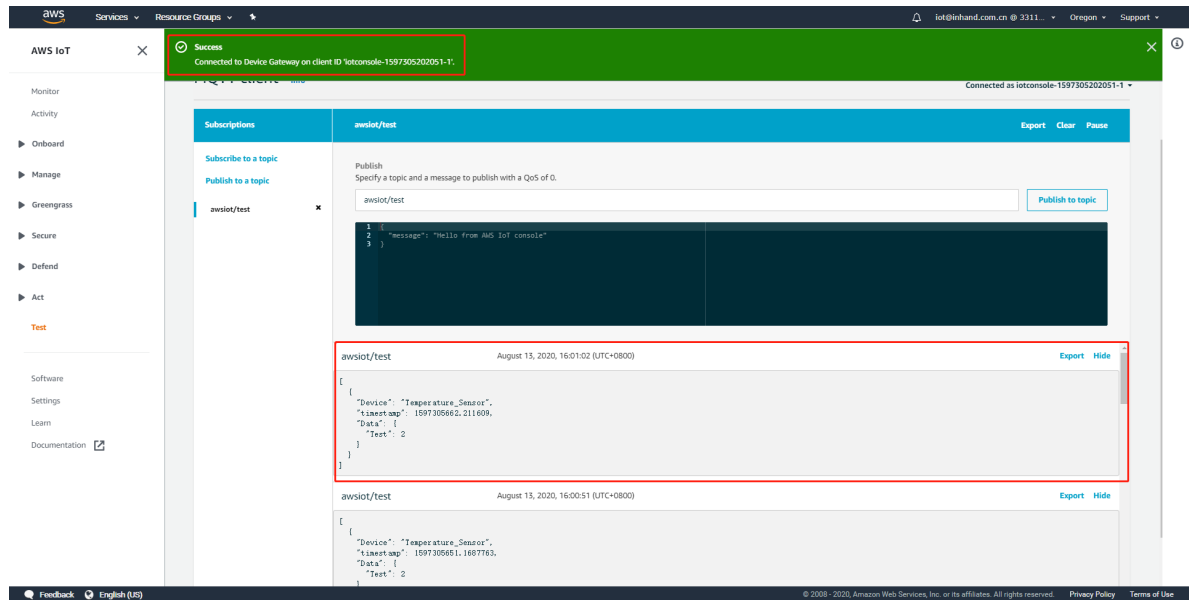 aws
Services
Resource Groups
iot@inhand.com.cn @ 3311...
Oregon
Support
AWS IoT
Monitor
Activity
Onboard
Manage
Greengrass
Secure
Defend
Act
Test
Software
Settings
Learn
Documentation
Success
Connected to Device Gateway on client ID 'iotconsole-1597305202051-1'.
Connected as iotconsole-1597305202051-1
Subscriptions
awsiot/test
Export Clear Pause
Subscribe to a topic
Publish to a topic
awsiot/test
Publish
Specify a topic and a message to publish with a QoS of 0.
awsiot/test
Publish to topic
1 {
2 "message": "Hello from AWS IoT console"
3 }
awsiot/test
August 13, 2020, 16:01:02 (UTC+0800)
Export Hide
[
{
"Device": "Temperature_Sensor",
"timestamp": 1597305662.211609,
"Data": {
"Test": 2
}
}
]
awsiot/test
August 13, 2020, 16:00:51 (UTC+0800)
Export Hide
[
{
"Device": "Temperature_Sensor",
"timestamp": 1597305651.1687763,
"Data": {
"Test": 2
}
Feedback
English (US)
© 2008 - 2020, Amazon Web Services, Inc. or its affiliates. All rights reserved.
Privacy Policy
Terms of Use